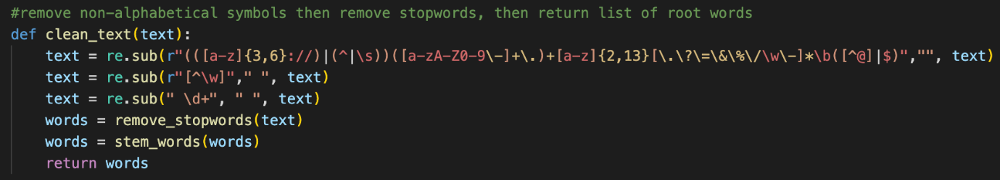 #remove non-alphabetical symbols then remove stopwords, then return list of root words
def clean_text(text):
    text = re.sub(r"(([a-z]{3,6}://)|(^|\s))([a-zA-Z0-9\-]+\.)+[a-z]{2,13}[\.\?\=\&\%\/\w\-]*\b([^@]|$)","", text)
    text = re.sub(r"[^\w]"," ", text)
    text = re.sub(" \d+", " ", text)
    words = remove_stopwords(text)
    words = stem_words(words)
    return words